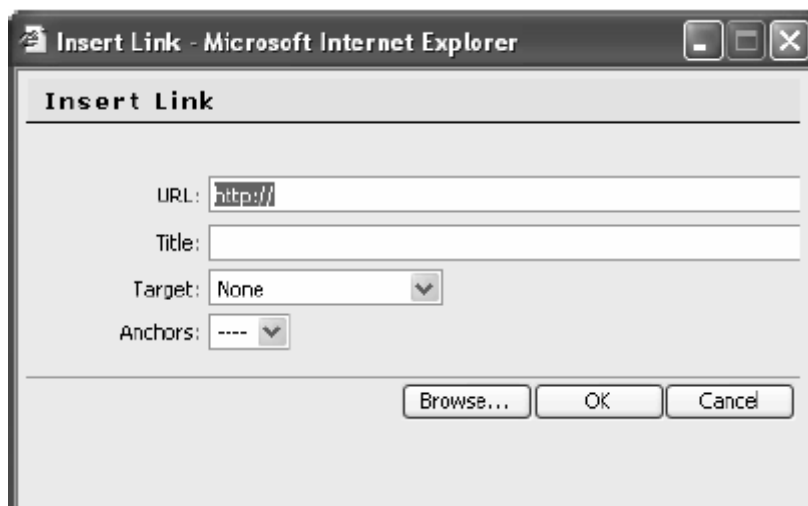 Insert Link - Microsoft Internet Explorer
Insert Link
URL: http://
Title:
Target: None
Anchors: ----
Browse... OK Cancel